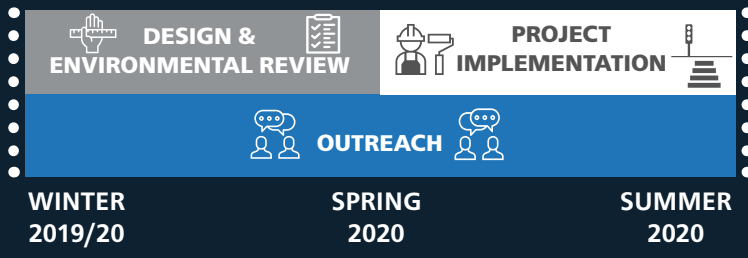 DESIGN &
ENVIRONMENTAL REVIEW
PROJECT
IMPLEMENTATION
OUTREACH
WINTER
2019/20
SPRING
2020
SUMMER
2020